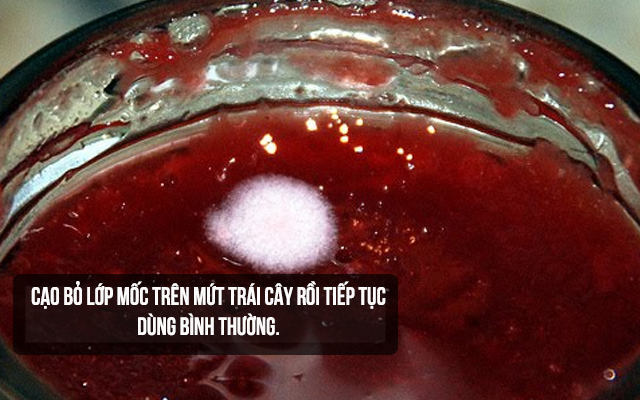 CẠO BỎ LỚP MỐC TRÊN MỨT TRÁI CÂY RỒI TIẾP TỤC
DÙNG BÌNH THƯỜNG.